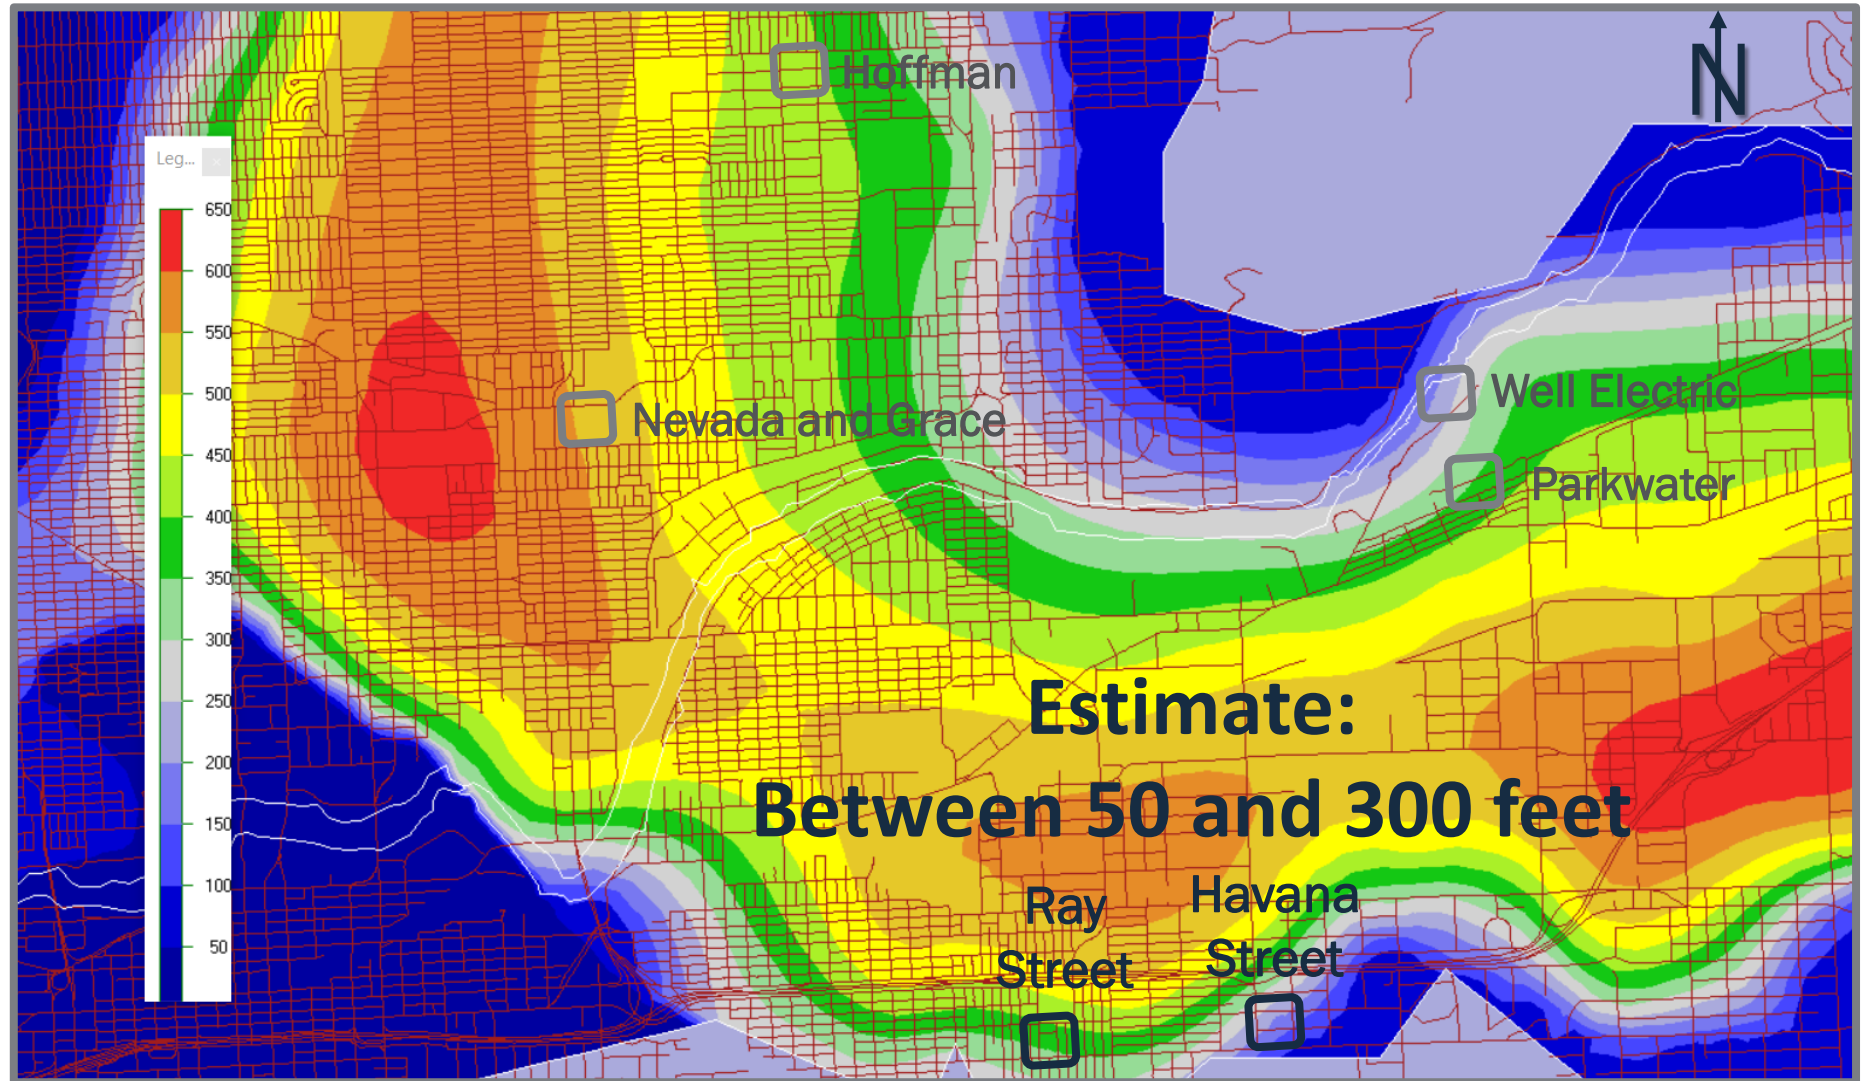 N
Hoffman
Leg...
650
600
550
500
450
400
350
300
250
200
150
100
50
Well Electric
Nevada and Grace
Parkwater
Estimate:
Between 50 and 300 feet
Ray
Street
Havana
Street